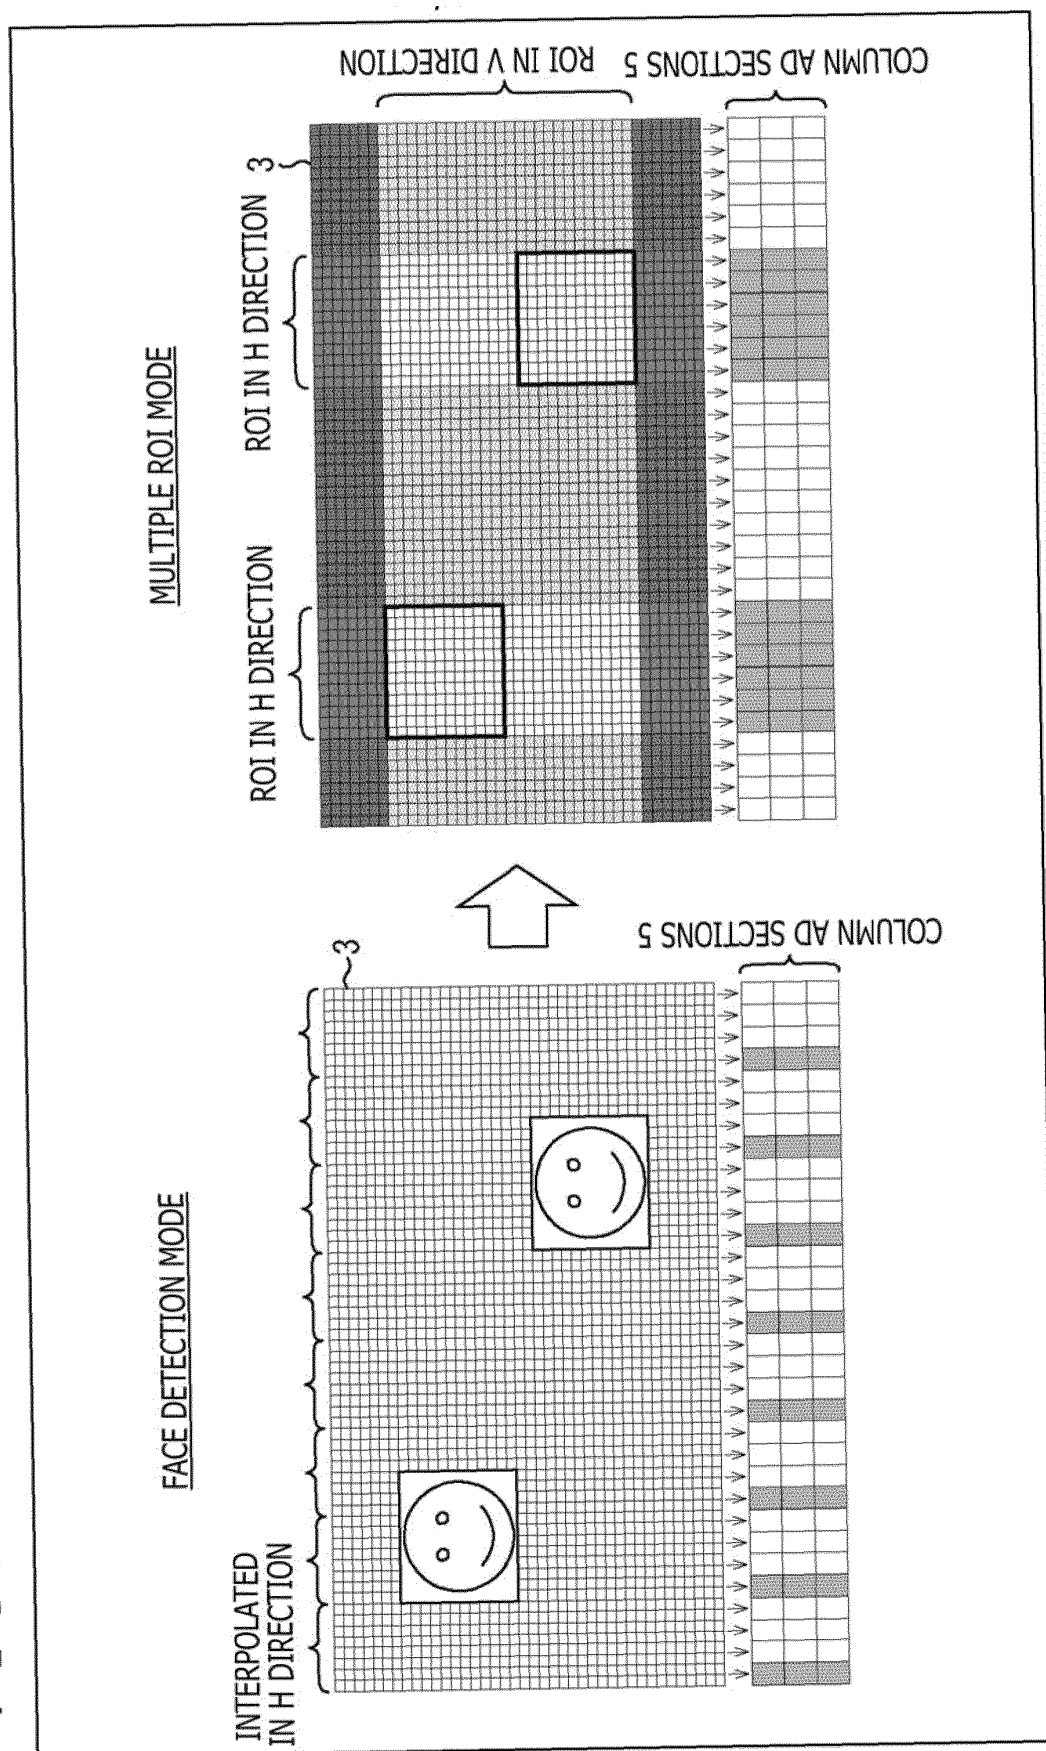 FACE DETECTION MODE
INTERPOLATED
IN H DIRECTION
3
COLUMN AD SECTIONS 5
MULTIPLE ROI MODE
ROI IN H DIRECTION
ROI IN H DIRECTION
3
ROI IN V DIRECTION
COLUMN AD SECTIONS 5